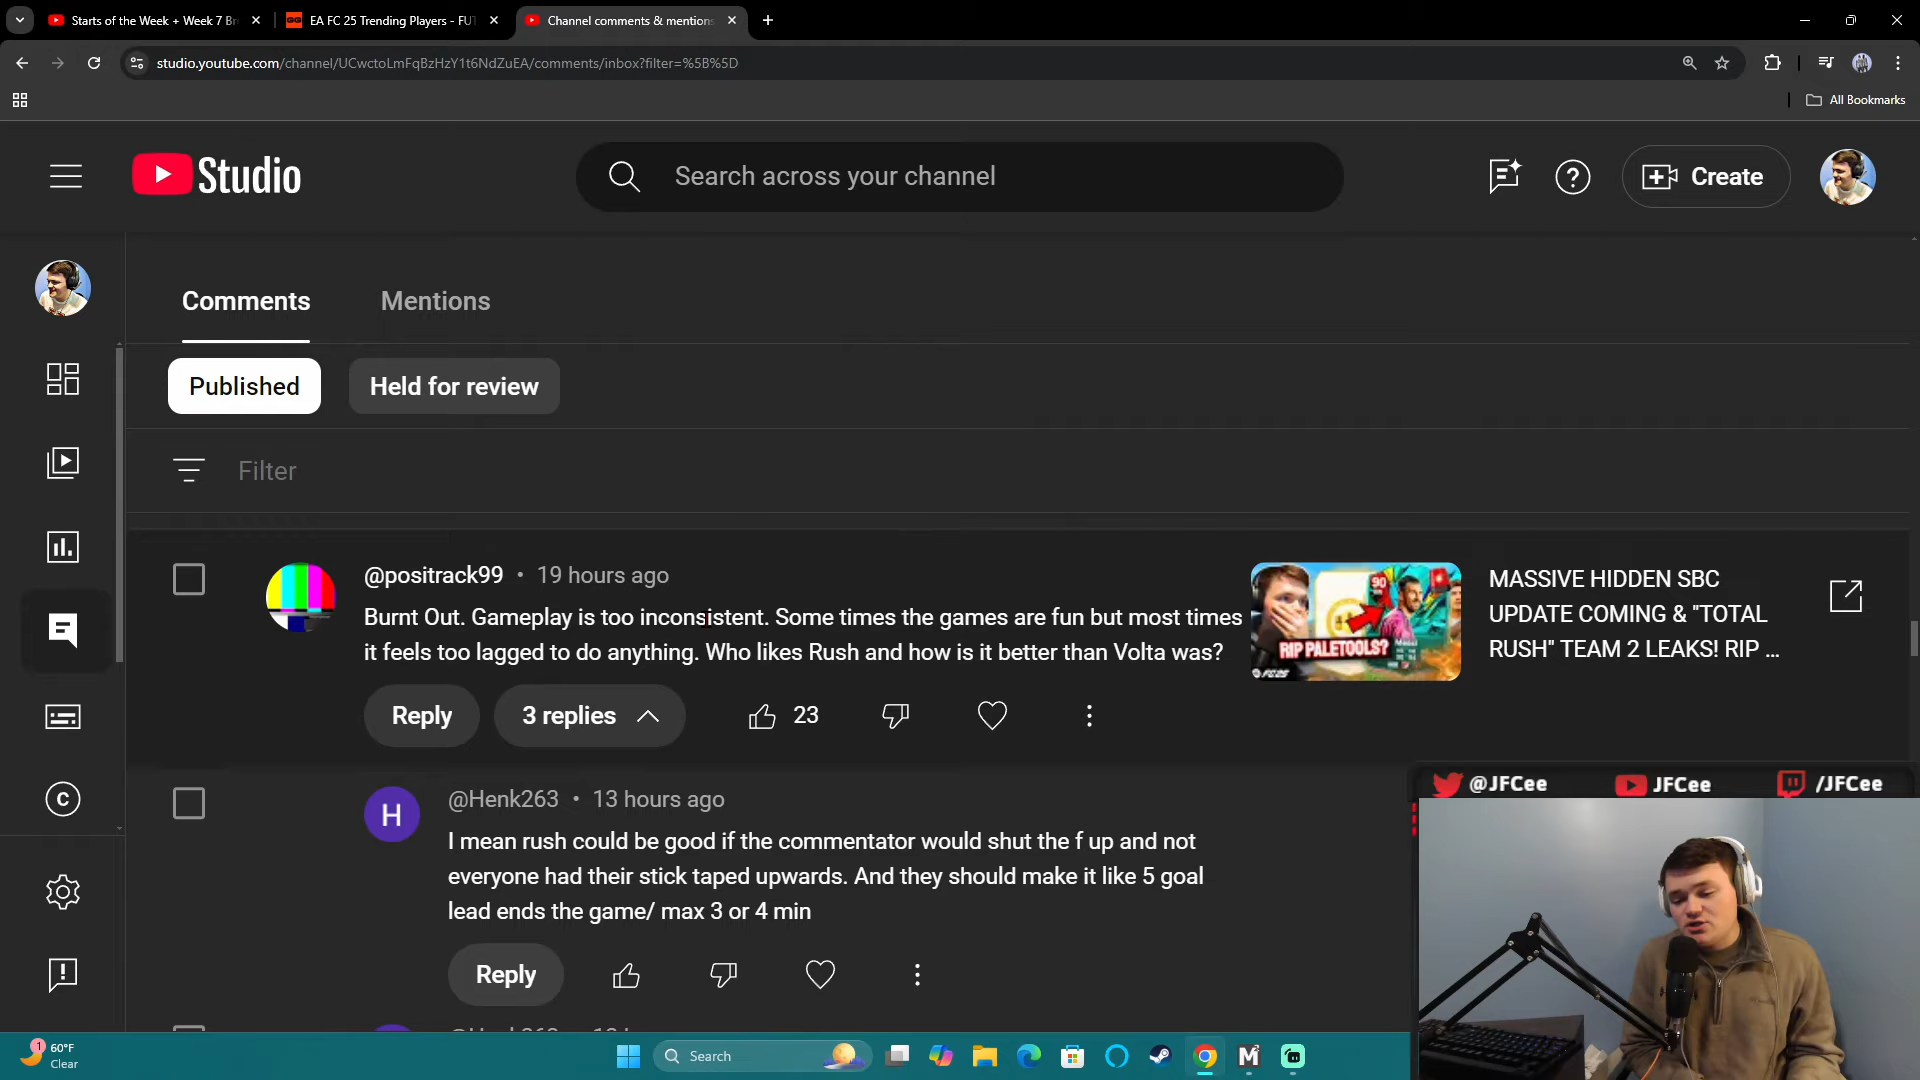 Starts of the Week + Week 7 Br
EA FC 25 Trending Players - FUT
Channel comments & mentions
studio.youtube.com/channel/UCwctoLmFqBzHzY1t6NdZuEA/comments/inbox?filter=%5B%5D
All Bookmarks
Studio
Search across your channel
Create
Comments
Mentions
Published
Held for review
Filter
@positrack99 • 19 hours ago
Burnt Out. Gameplay is too inconsistent. Some times the games are fun but most times
it feels too lagged to do anything. Who likes Rush and how is it better than Volta was?
90
RIP PALETOOLS?
FC 25
MASSIVE HIDDEN SBC
UPDATE COMING & "TOTAL
RUSH" TEAM 2 LEAKS! RIP ...
Reply
3 replies
23
H
@Henk263 • 13 hours ago
I mean rush could be good if the commentator would shut the f up and not
everyone had their stick taped upwards. And they should make it like 5 goal
lead ends the game/ max 3 or 4 min
Reply
@JFCee
JFCee
/JFCee
1
60°F
Clear
Search